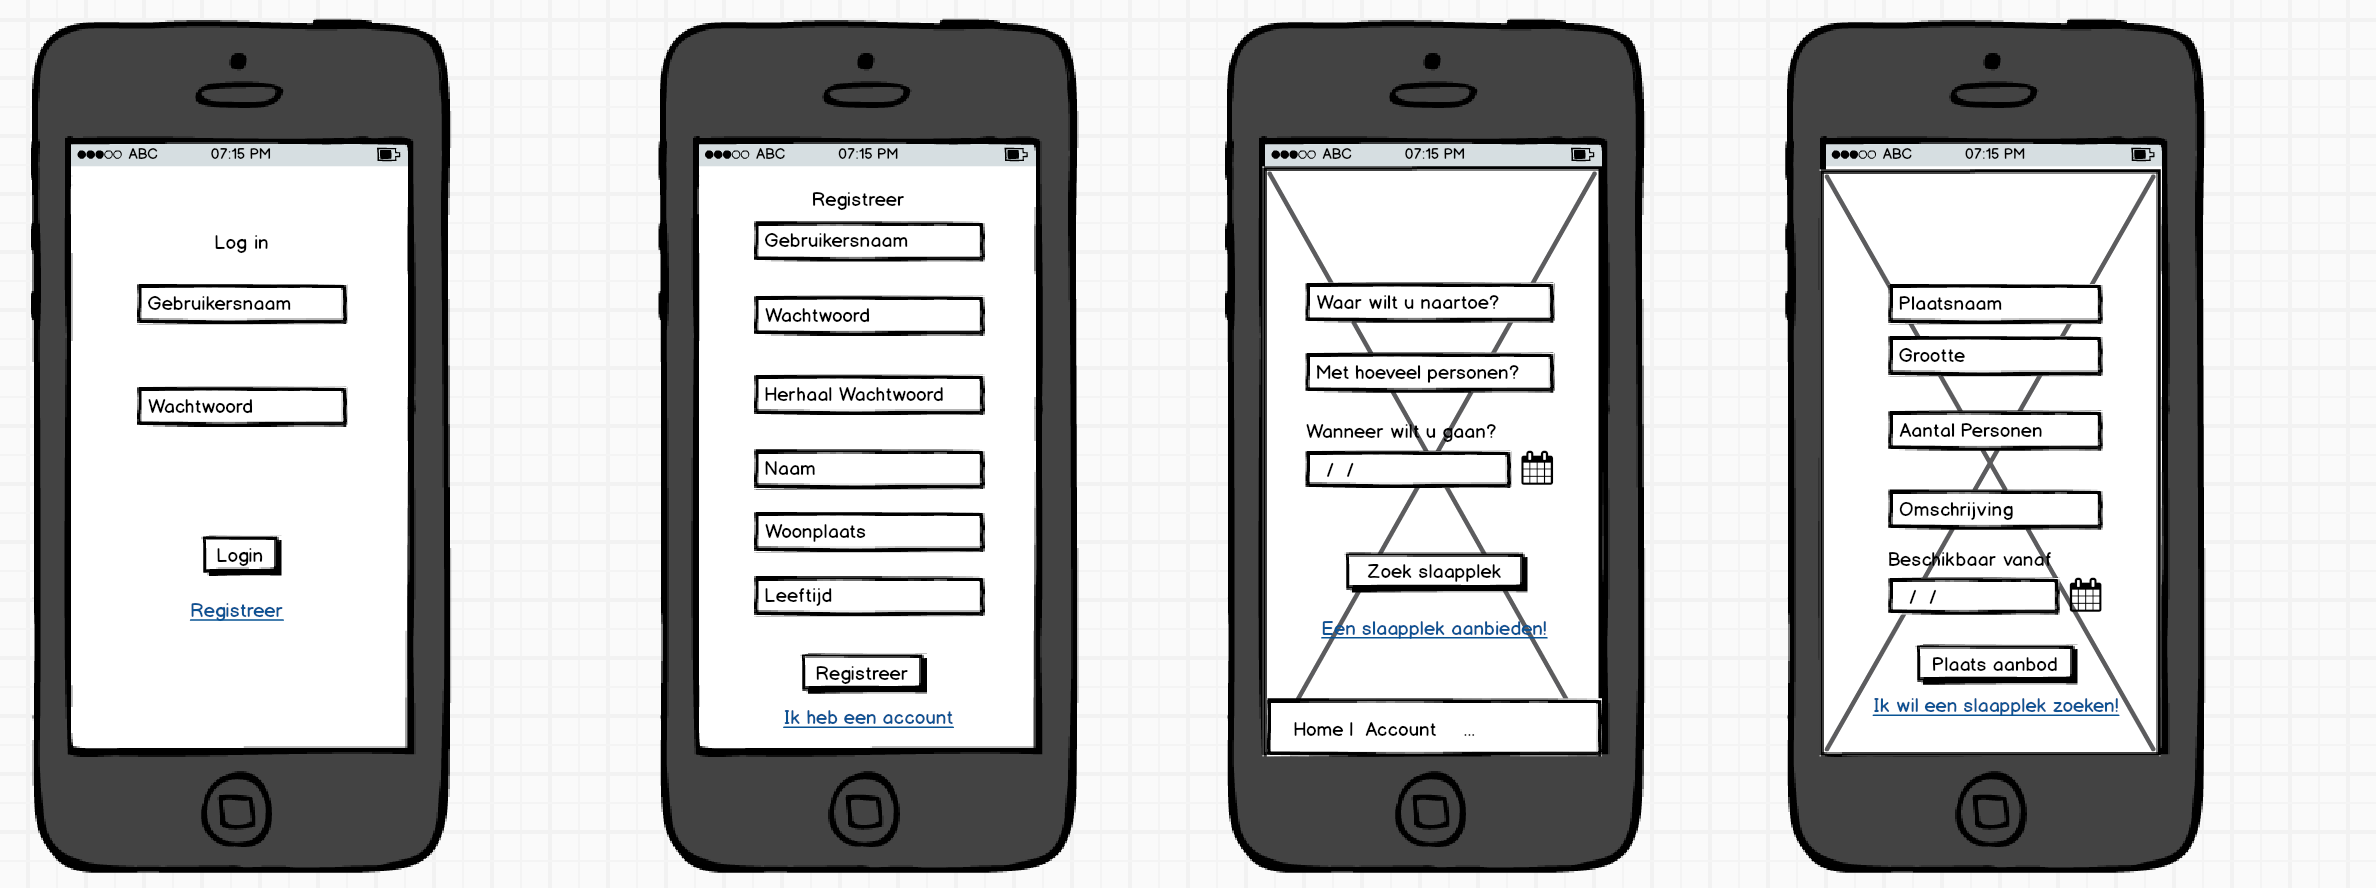 ABC 07:15 PM
Log in
Gebruikersnaam
Wachtwoord
Login
Registreer
ABC 07:15 PM
Registreer
Gebruikersnaam
Wachtwoord
Herhaal Wachtwoord
Naam
Woonplaats
Leeftijd
Registreer
Ik heb een account
ABC 07:15 PM
Waar wilt u naartoe?
Met hoeveel personen?
Wanneer wilt u gaan?
/ /
Zoek slaapplek
Een slaapplek aanbieden!
Home | Account ...
ABC 07:15 PM
Plaatsnaam
Grootte
Aantal Personen
Omschrijving
Beschikbaar vanaf
/ /
Plaats aanbod
Ik wil een slaapplek zoeken!